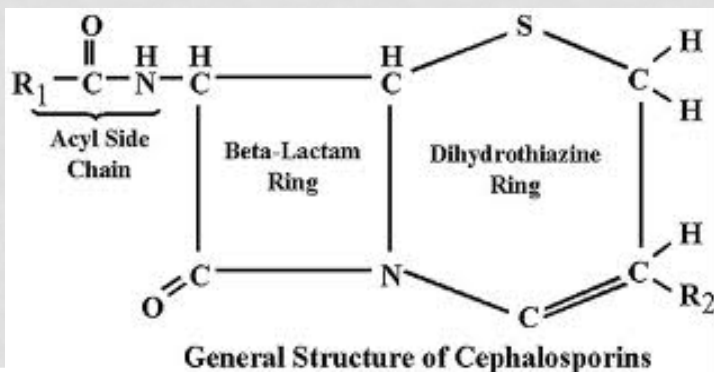 O H H H S H
R1 C N C C C H
Acyl Side
Chain
Beta-Lactam
Ring
Dihydrothiazine
Ring
H
C N C
O C R2
General Structure of Cephalosporins